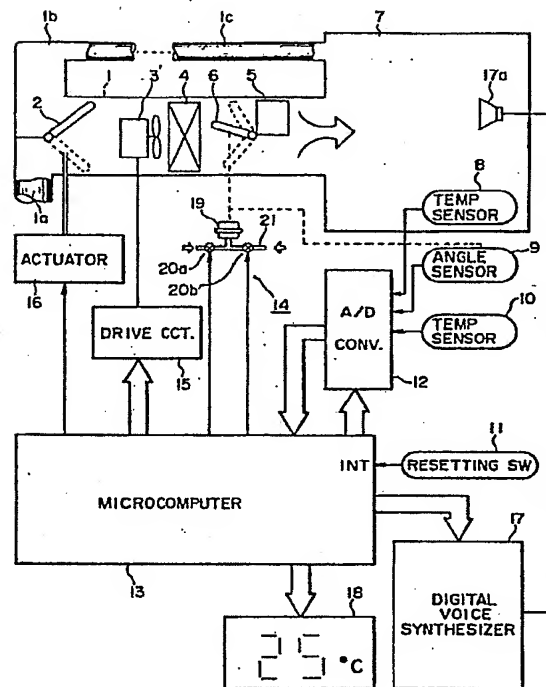 1b
1c
7
1
3'
4
6
5
2
17a
1a
8
TEMP
SENSOR
19
21
20a
20b
ACTUATOR
16
14
ANGLE
SENSOR
9
A/D
CONV.
12
10
TEMP
SENSOR
DRIVE CCT.
15
11
INT
RESETTING SW
MICROCOMPUTER
13
17
DIGITAL
VOICE
SYNTHESIZER
18
25 °C